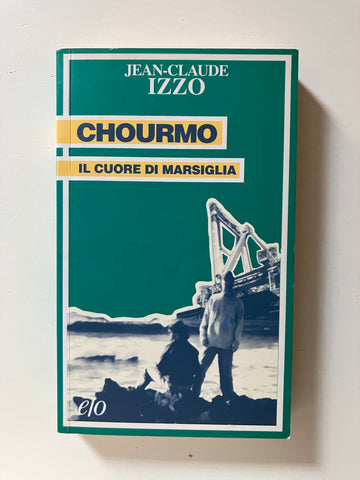 JEAN-CLAUDE
IZZO
CHOURMO
IL CUORE DI MARSIGLIA
e/o